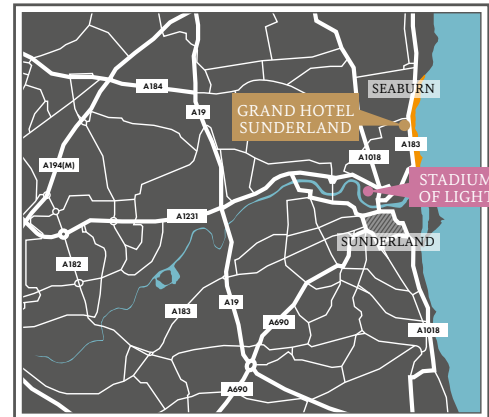 SEABURN
A184
GRAND HOTEL
SUNDERLAND
A19
A183
A1018
A194(M)
STADIUM
OF LIGHT
A1231
SUNDERLAND
A182
A19
A183
A690
A1018
A690